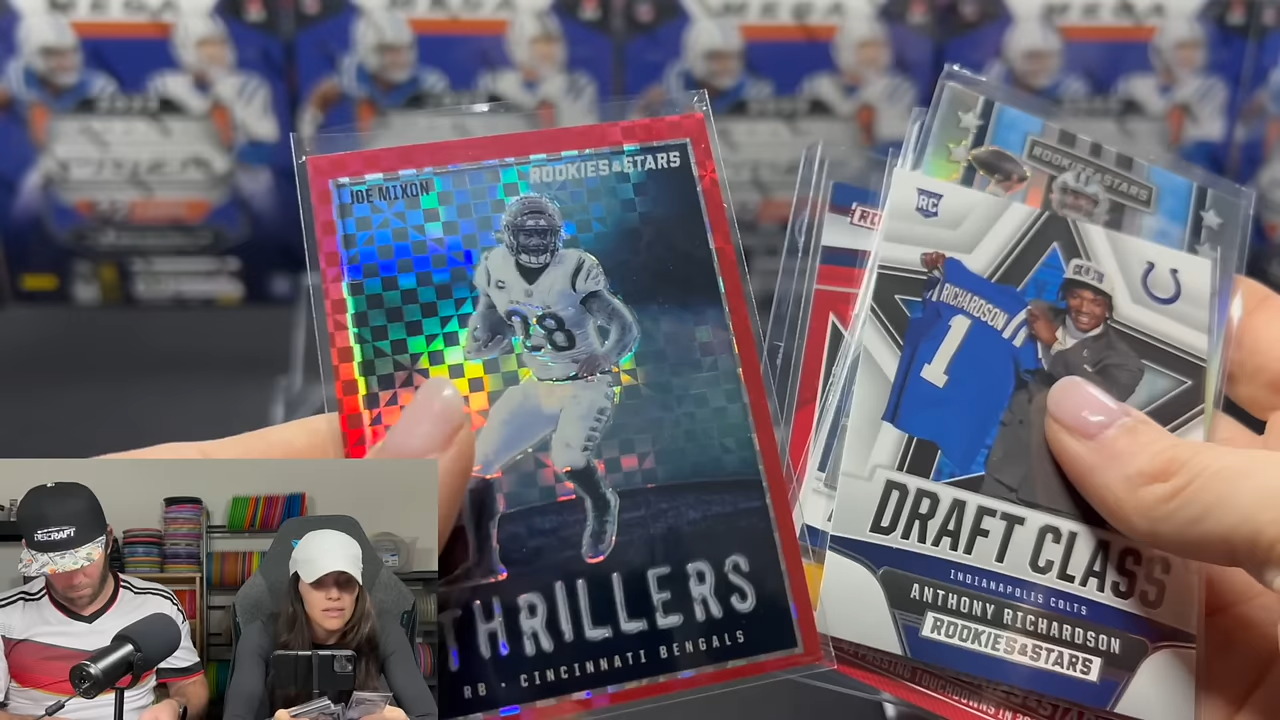 JOE MIXON
ROOKIES & STARS
28
THRILLERS
RB · CINCINNATI BENGALS
ROOKIES & STARS
RC
RICHARDSON
1
DRAFT CLASS
INDIANAPOLIS COLTS
ANTHONY RICHARDSON
ROOKIES & STARS
PASSING TOUCHDOWNS IN
DISCRAFT